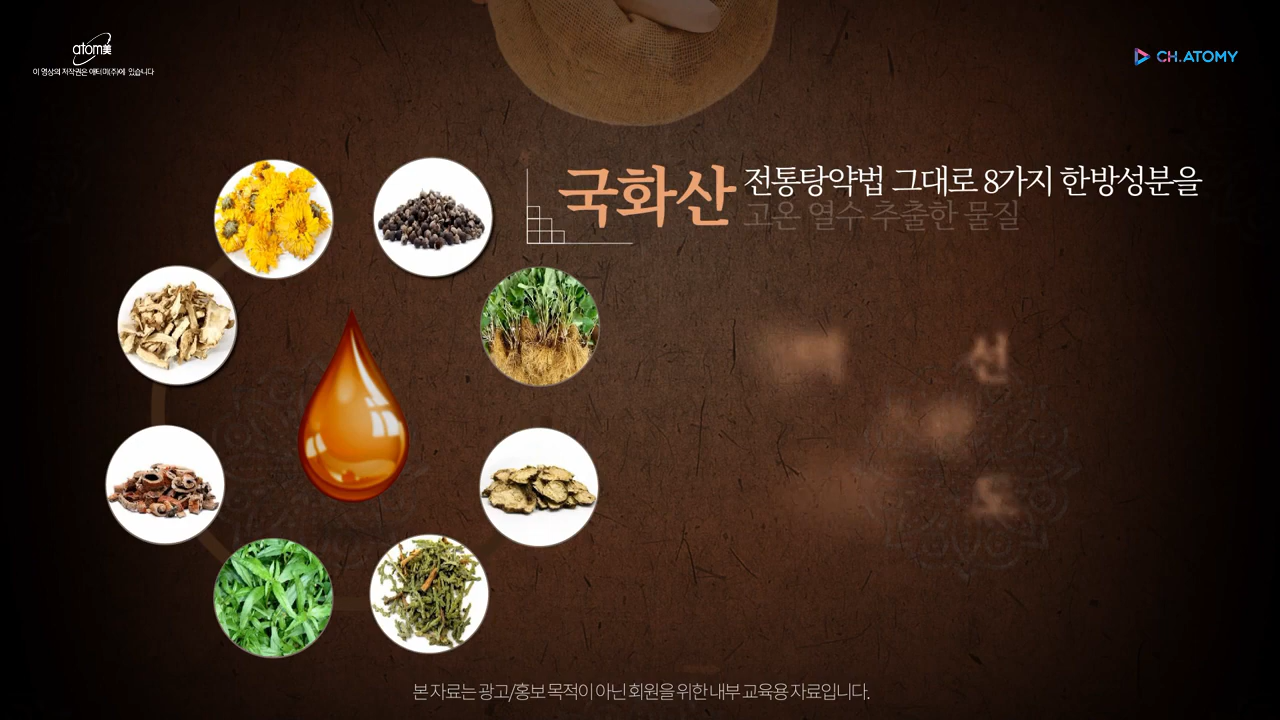 atom美
이 영상의 저작권은 애터미(주)에 있습니다
CH.ATOMY
국화산 전통탕약법 그대로 8가지 한방성분을
고온 열수 추출한 물질
신
도
본 자료는 광고/홍보 목적이 아닌 회원을 위한 내부 교육용 자료입니다.